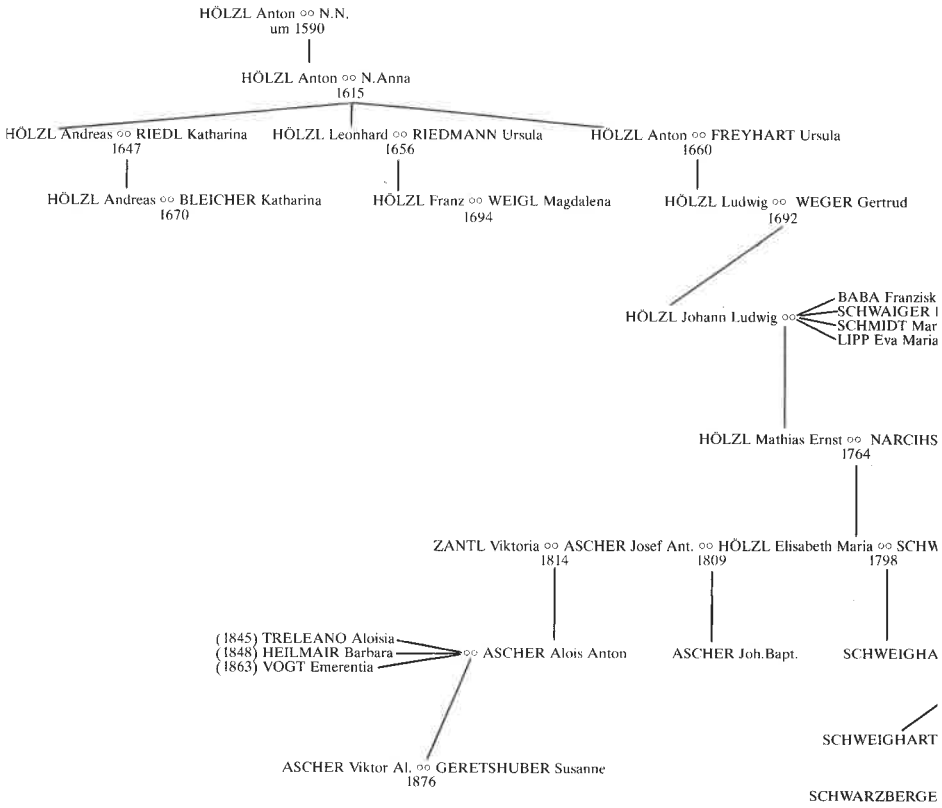 HÖLZL Anton ∞ N.N.
um 1590
HÖLZL Anton ∞ N.Anna
1615
HÖLZL Andreas ∞ RIEDL Katharina
1647
HÖLZL Leonhard ∞ RIEDMANN Ursula
1656
HÖLZL Anton ∞ FREYHART Ursula
1660
HÖLZL Andreas ∞ BLEICHER Katharina
1670
HÖLZL Franz ∞ WEIGL Magdalena
1694
HÖLZL Ludwig ∞ WEGER Gertrud
1692
HÖLZL Johann Ludwig ∞
BABA Franzisk
SCHWAIGER
SCHMIDT Mar
LIPP Eva Maria
HÖLZL Mathias Ernst ∞ NARCIHS
1764
ZANTL Viktoria ∞ ASCHER Josef Ant. ∞ HÖLZL Elisabeth Maria ∞ SCHW
1814
1809
1798
(1845) TRELEANO Aloisia
(1848) HEILMAIR Barbara
(1863) VOGT Emerentia
∞ ASCHER Alois Anton
ASCHER Joh.Bapt.
SCHWEIGHA
SCHWEIGHART
ASCHER Viktor Al. ∞ GERETSHUBER Susanne
1876
SCHWARZBERGE